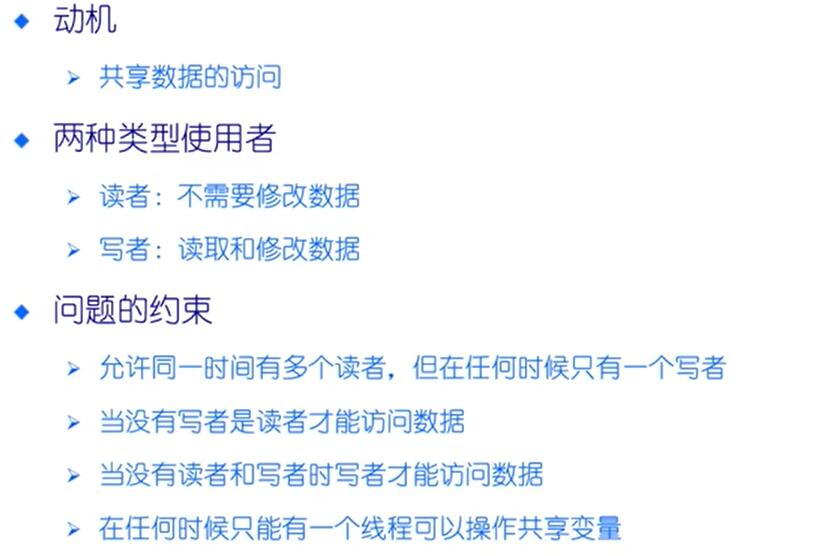 动机
共享数据的访问
两种类型使用者
读者：不需要修改数据
写者：读取和修改数据
问题的约束
允许同一时间有多个读者，但在任何时候只有一个写者
当没有写者是读者才能访问数据
当没有读者和写者时写者才能访问数据
在任何时候只能有一个线程可以操作共享变量